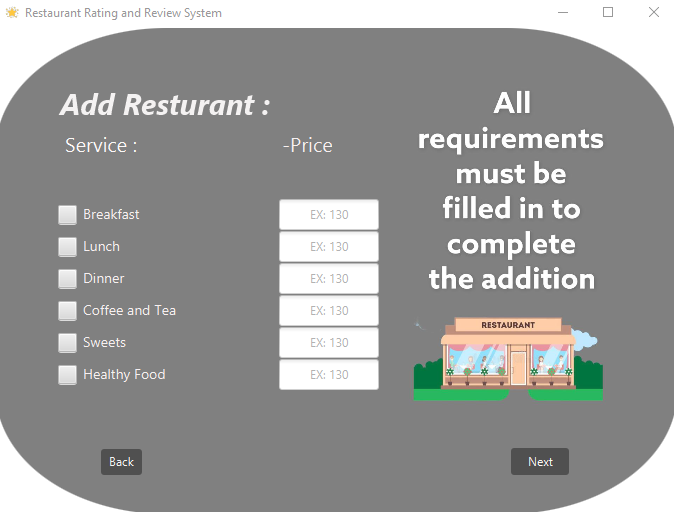 Restaurant Rating and Review System
Add Resturant :
Service :
-Price
Breakfast
EX: 130
Lunch
EX: 130
Dinner
EX: 130
Coffee and Tea
EX: 130
Sweets
EX: 130
Healthy Food
EX: 130
All
requirements
must be
filled in to
complete
the addition
RESTAURANT
Back
Next